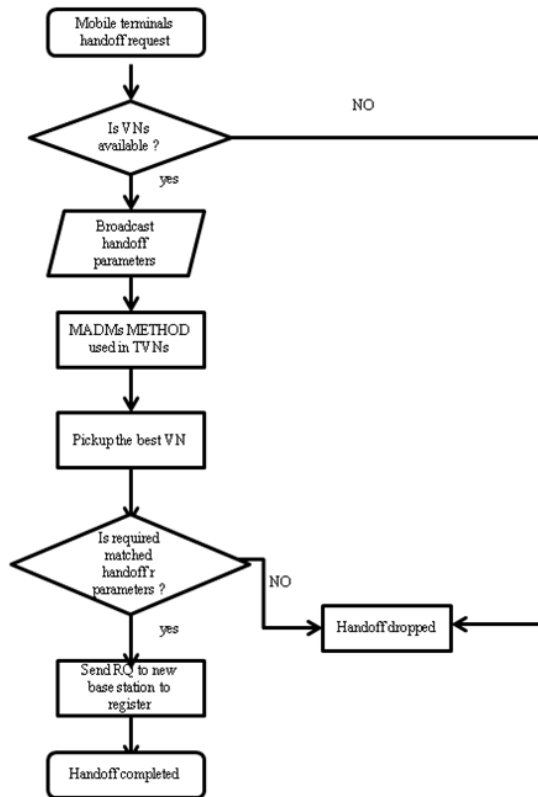 Mobile terminals
handoff request
NO
Is VNs
available ?
yes
Broadcast
handoff
parameters
MADMs METHOD
used in TVNs
Pickup the best VN
Is required
matched
handoff r
parameters ?
NO
yes
Handoff dropped
Send RQ to new
base station to
register
Handoff completed